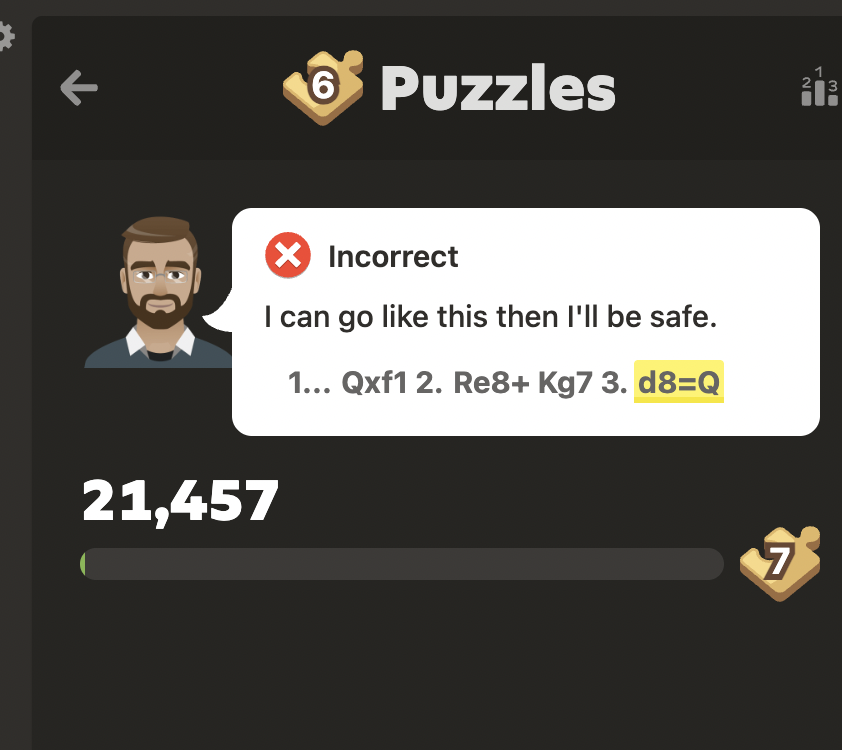 6 Puzzles
1 2 3
Incorrect
I can go like this then I'll be safe.
1... Qxf1 2. Re8+ Kg7 3. d8=Q
21,457
7